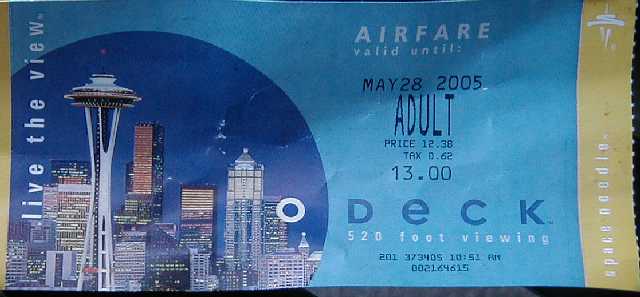 live the view.®
AIRFARE
valid until:
MAY28 2005
ADULT
PRICE 12.38
TAX 0.62
13.00
O DeCK™
520 foot viewing
201 373405 10:51 AM
002164615
space needle®